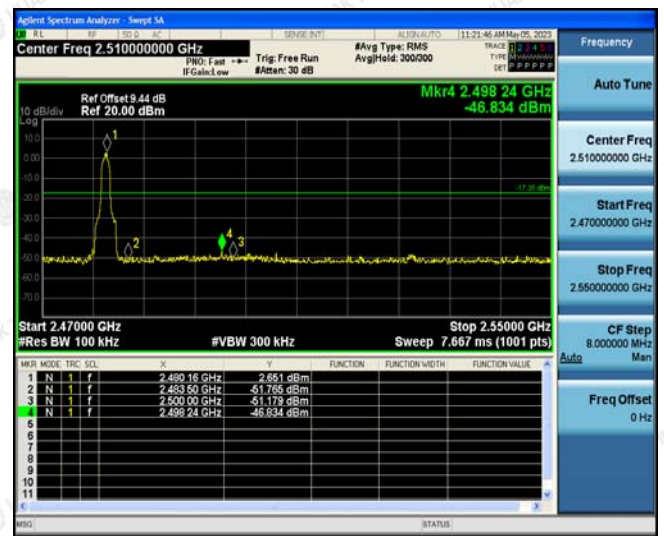 Agilent Spectrum Analyzer - Swept SA
RL RF 50 Ω AC SENSE:INT ALIGNAUTO 11:21:46 AM May 05, 2023
Center Freq 2.510000000 GHz
PNO: Fast
IFGain:Low
Trig: Free Run
#Atten: 30 dB
#Avg Type: RMS
Avg|Hold: 300/300
TRACE 1 2 3 4 5 6
TYPE M
DET P P P P P P
Ref Offset 9.44 dB
10 dB/div Ref 20.00 dBm
Log
Mkr4 2.498 24 GHz
-46.834 dBm
10.0
0.00
-10.0
-20.0
-30.0
-40.0
-50.0
-60.0
-70.0
1
2
3
4
-17.35 dBm
Start 2.47000 GHz Stop 2.55000 GHz
#Res BW 100 kHz #VBW 300 kHz Sweep 7.667 ms (1001 pts)
MKR MODE TRC SCL X Y FUNCTION FUNCTION WIDTH FUNCTION VALUE
1 N 1 f 2.480 16 GHz 2.651 dBm
2 N 1 f 2.483 50 GHz -51.765 dBm
3 N 1 f 2.500 00 GHz -51.179 dBm
4 N 1 f 2.498 24 GHz -46.834 dBm
5
6
7
8
9
10
11
MSG STATUS
Frequency
Auto Tune
Center Freq
2.510000000 GHz
Start Freq
2.470000000 GHz
Stop Freq
2.550000000 GHz
CF Step
8.000000 MHz
Auto Man
Freq Offset
0 Hz